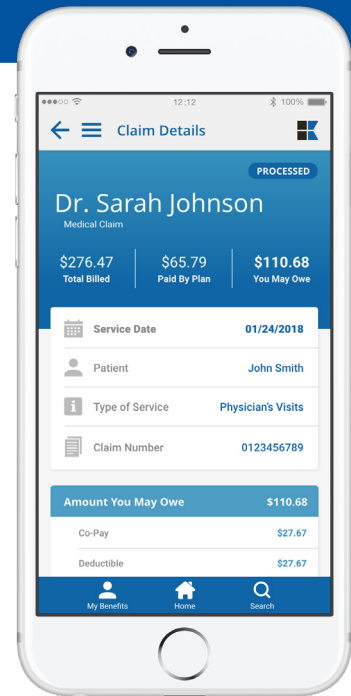 12:12 100%
Claim Details
PROCESSED
Dr. Sarah Johnson
Medical Claim
$276.47 $65.79 $110.68
Total Billed Paid By Plan You May Owe
Service Date 01/24/2018
Patient John Smith
Type of Service Physician's Visits
Claim Number 0123456789
Amount You May Owe $110.68
Co-Pay $27.67
Deductible $27.67
My Benefits Home Search